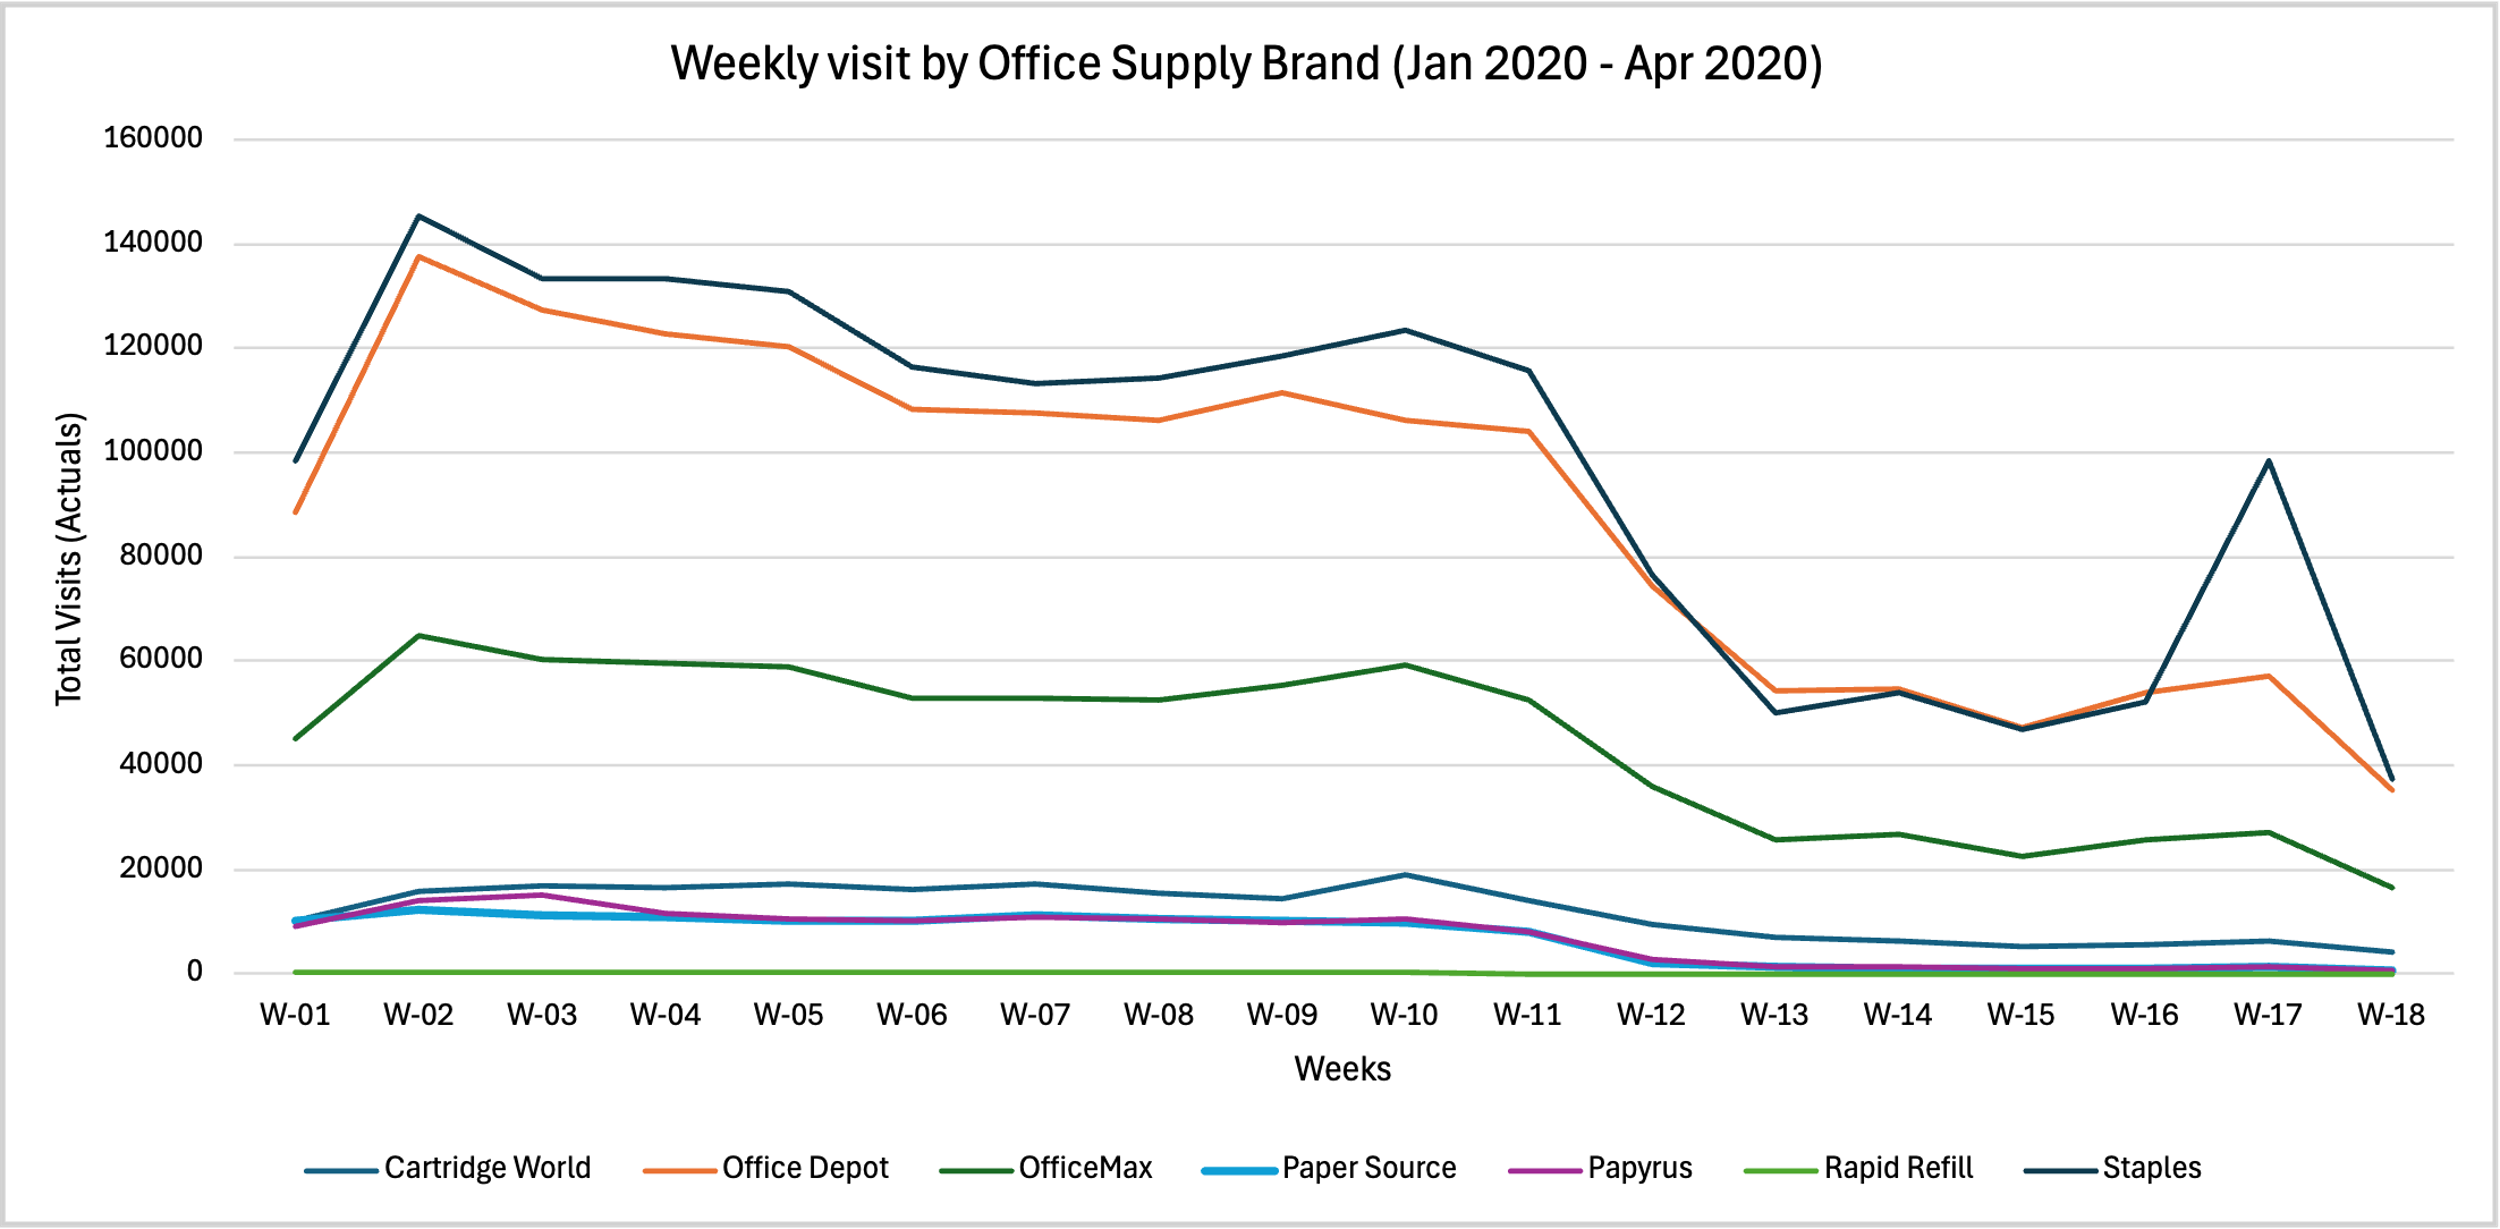 Weekly visit by Office Supply Brand (Jan 2020 - Apr 2020)
Total Visits (Actuals)
160000
140000
120000
100000
80000
60000
40000
20000
0
W-01 W-02 W-03 W-04 W-05 W-06 W-07 W-08 W-09 W-10 W-11 W-12 W-13 W-14 W-15 W-16 W-17 W-18
Weeks
Cartridge World Office Depot OfficeMax Paper Source Papyrus Rapid Refill Staples